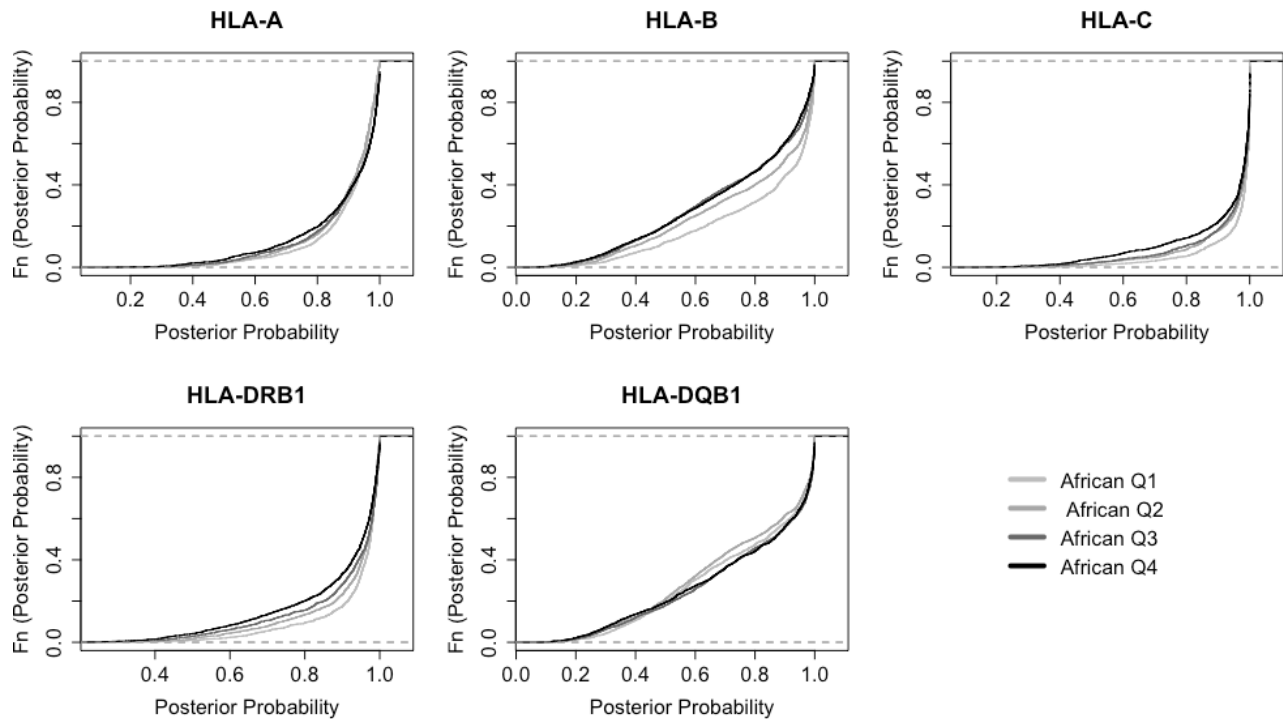 HLA-A
Fn (Posterior Probability)
0.0 0.4 0.8
0.2 0.4 0.6 0.8 1.0
Posterior Probability
HLA-B
Fn (Posterior Probability)
0.0 0.4 0.8
0.0 0.2 0.4 0.6 0.8 1.0
Posterior Probability
HLA-C
Fn (Posterior Probability)
0.0 0.4 0.8
0.2 0.4 0.6 0.8 1.0
Posterior Probability
HLA-DRB1
Fn (Posterior Probability)
0.0 0.4 0.8
0.4 0.6 0.8 1.0
Posterior Probability
HLA-DQB1
Fn (Posterior Probability)
0.0 0.4 0.8
0.0 0.2 0.4 0.6 0.8 1.0
Posterior Probability
African Q1
African Q2
African Q3
African Q4